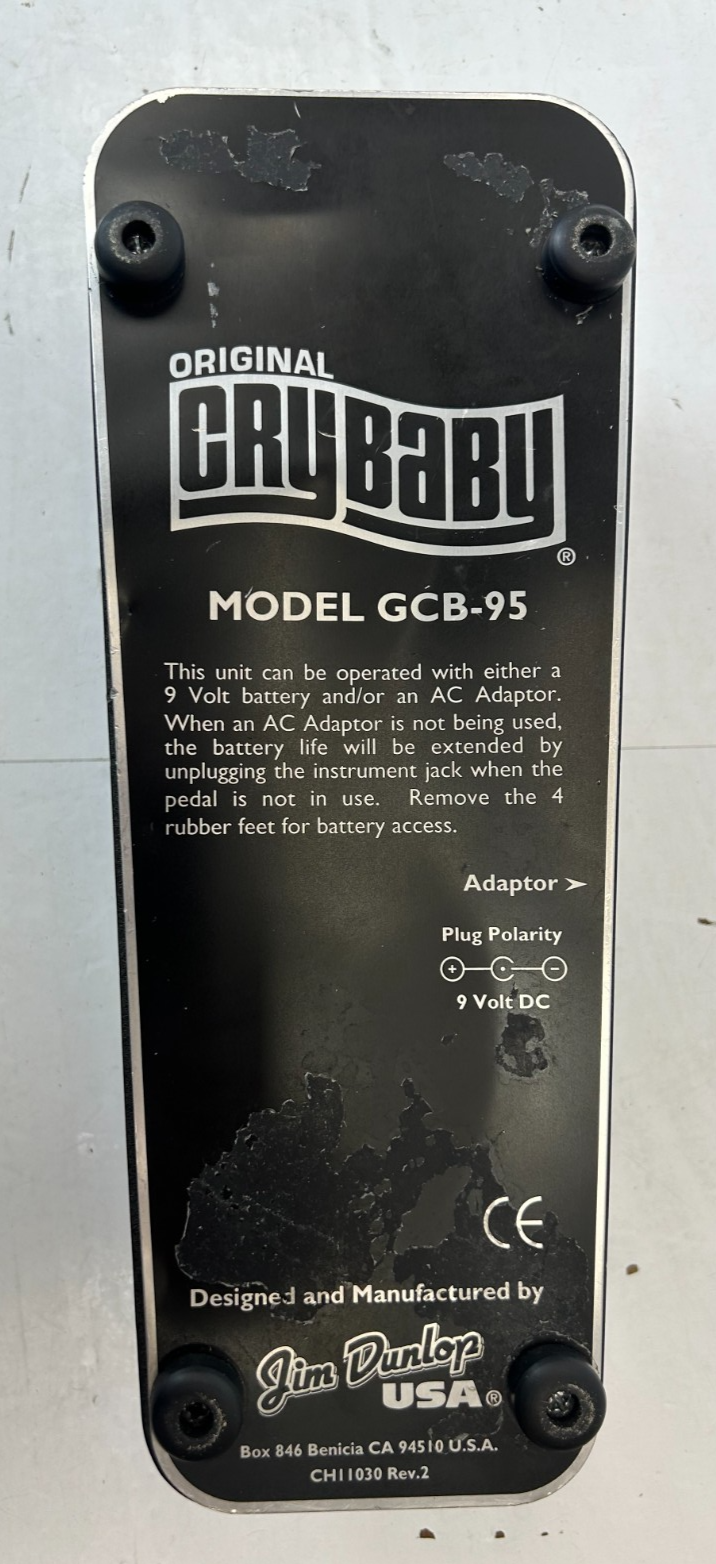 ORIGINAL
CRYBABY
®
MODEL GCB-95
This unit can be operated with either a
9 Volt battery and/or an AC Adaptor.
When an AC Adaptor is not being used,
the battery life will be extended by
unplugging the instrument jack when the
pedal is not in use. Remove the 4
rubber feet for battery access.
Adaptor ➤
Plug Polarity
+ -
9 Volt DC
CE
Designed and Manufactured by
Jim Dunlop
USA®
Box 846 Benicia CA 94510 U.S.A.
CH11030 Rev.2